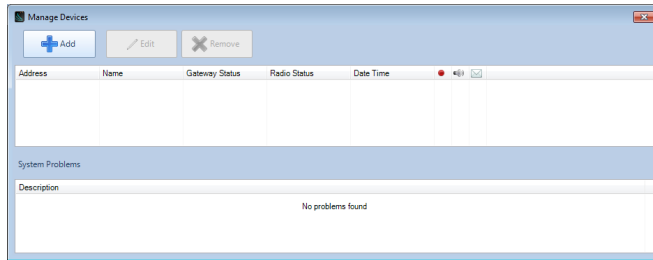 Manage Devices
Add Edit Remove
Address Name Gateway Status Radio Status Date Time
System Problems
Description
No problems found